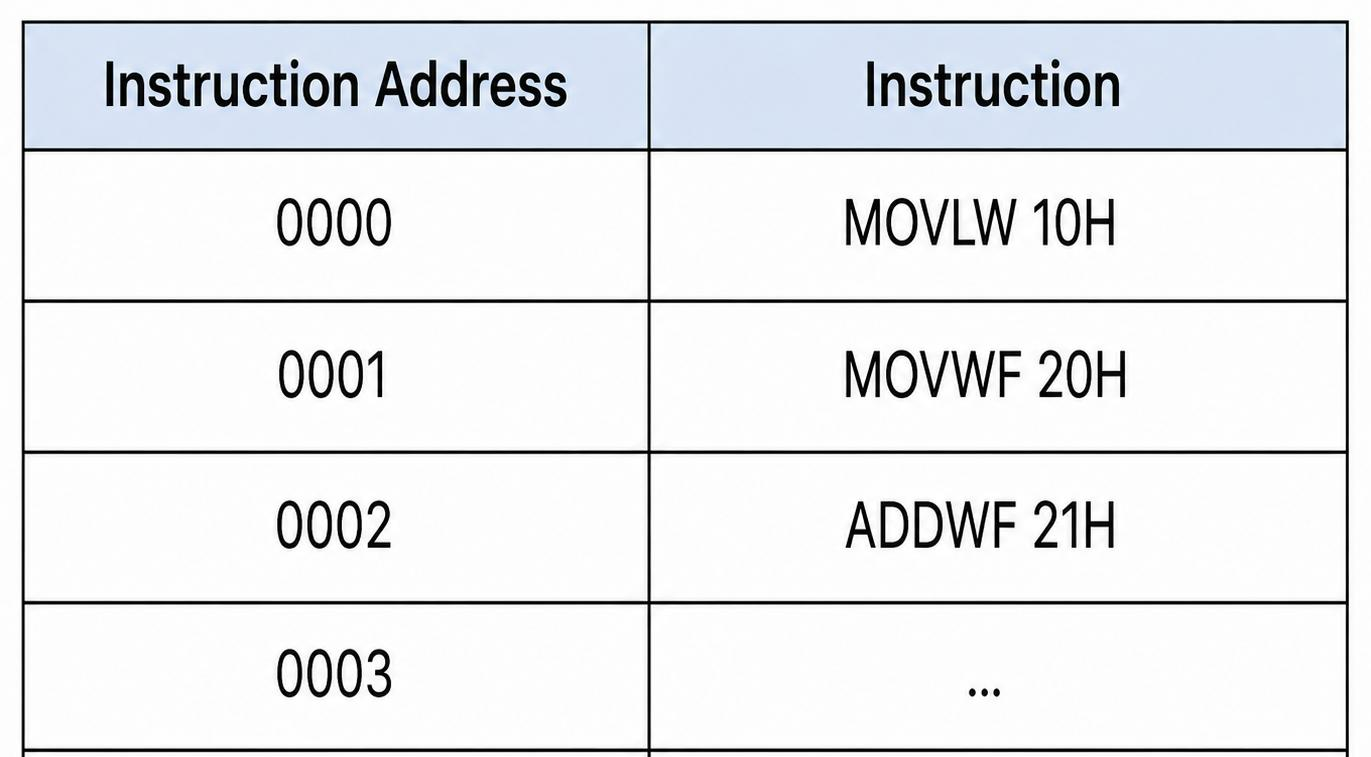 Instruction Address Instruction
0000 MOVLW 10H
0001 MOVWF 20H
0002 ADDWF 21H
0003 ...